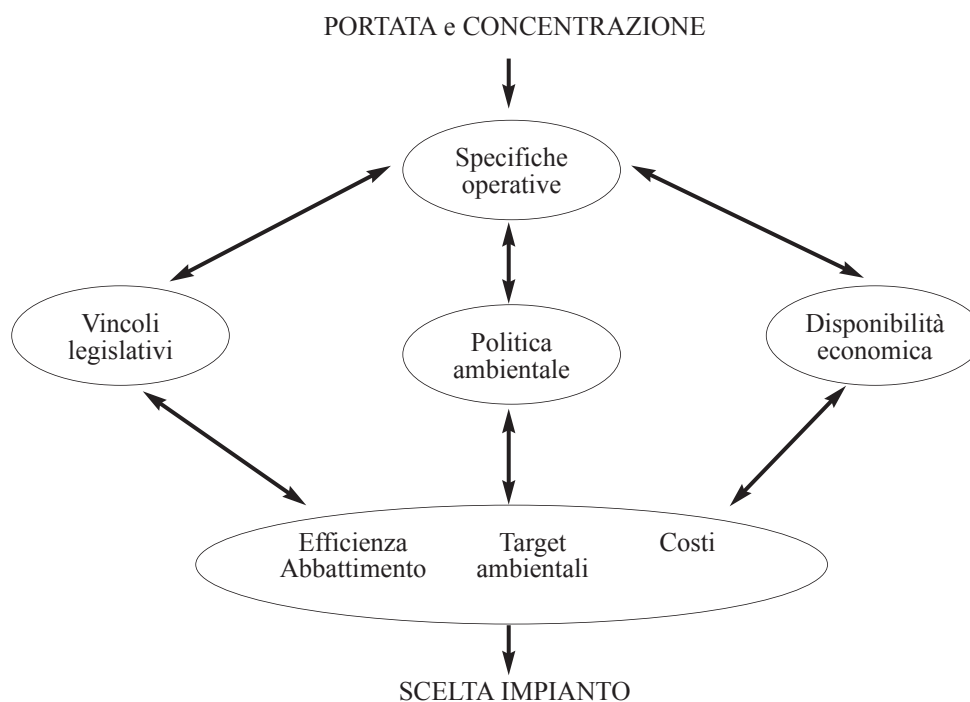 PORTATA e CONCENTRAZIONE
Specifiche
operative
Vincoli
legislativi
Politica
ambientale
Disponibilità
economica
Efficienza
Abbattimento
Target
ambientali
Costi
SCELTA IMPIANTO